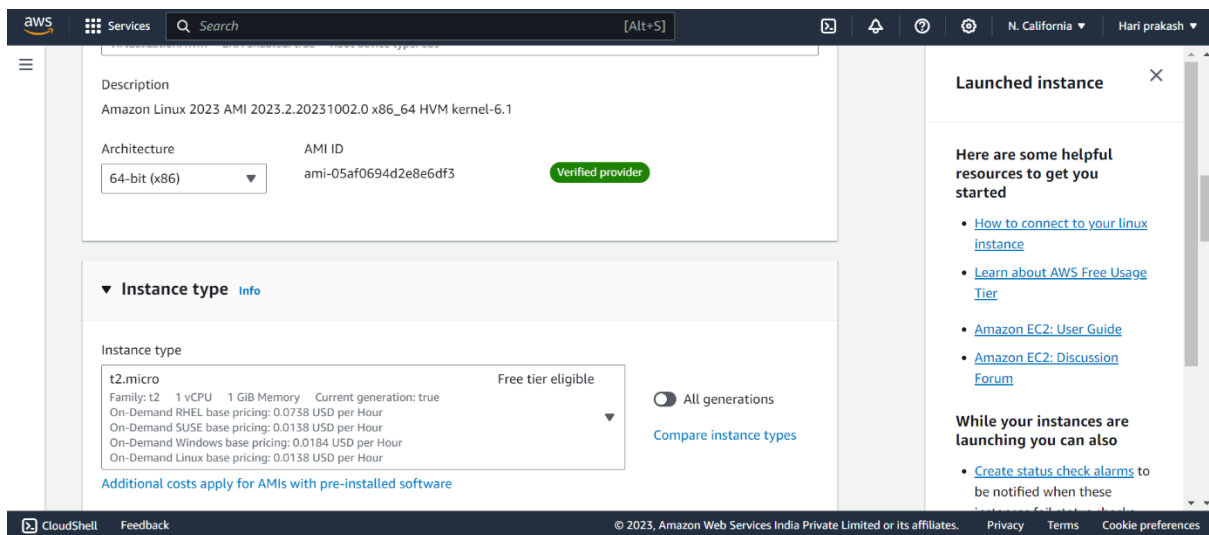 aws
Services
Search
[Alt+S]
N. California ▼
Hari prakash ▼
Description
Amazon Linux 2023 AMI 2023.2.20231002.0 x86_64 HVM kernel-6.1
Architecture
AMI ID
64-bit (x86)
ami-05af0694d2e8e6df3
Verified provider
▼ Instance type Info
Instance type
t2.micro
Free tier eligible
Family: t2 1 vCPU 1 GiB Memory Current generation: true
On-Demand RHEL base pricing: 0.0738 USD per Hour
On-Demand SUSE base pricing: 0.0138 USD per Hour
On-Demand Windows base pricing: 0.0184 USD per Hour
On-Demand Linux base pricing: 0.0138 USD per Hour
All generations
Compare instance types
Additional costs apply for AMIs with pre-installed software
Launched instance
Here are some helpful
resources to get you
started
• How to connect to your linux
instance
• Learn about AWS Free Usage
Tier
• Amazon EC2: User Guide
• Amazon EC2: Discussion
Forum
While your instances are
launching you can also
• Create status check alarms to
be notified when these
CloudShell
Feedback
© 2023, Amazon Web Services India Private Limited or its affiliates.
Privacy
Terms
Cookie preferences